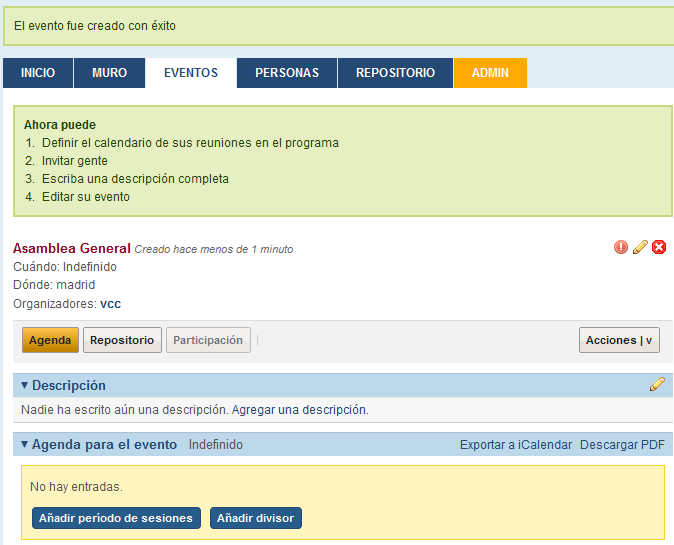 El evento fue creado con éxito
INICIO MURO EVENTOS PERSONAS REPOSITORIO ADMIN
Ahora puede
1. Definir el calendario de sus reuniones en el programa
2. Invitar gente
3. Escriba una descripción completa
4. Editar su evento
Asamblea General Creado hace menos de 1 minuto
Cuándo: Indefinido
Dónde: madrid
Organizadores: vcc
Agenda Repositorio Participación | Acciones | v
Descripción
Nadie ha escrito aún una descripción. Agregar una descripción.
Agenda para el evento Indefinido Exportar a iCalendar Descargar PDF
No hay entradas.
Añadir período de sesiones Añadir divisor